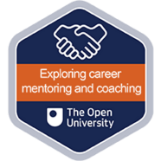 Exploring career
mentoring and coaching
The Open
University